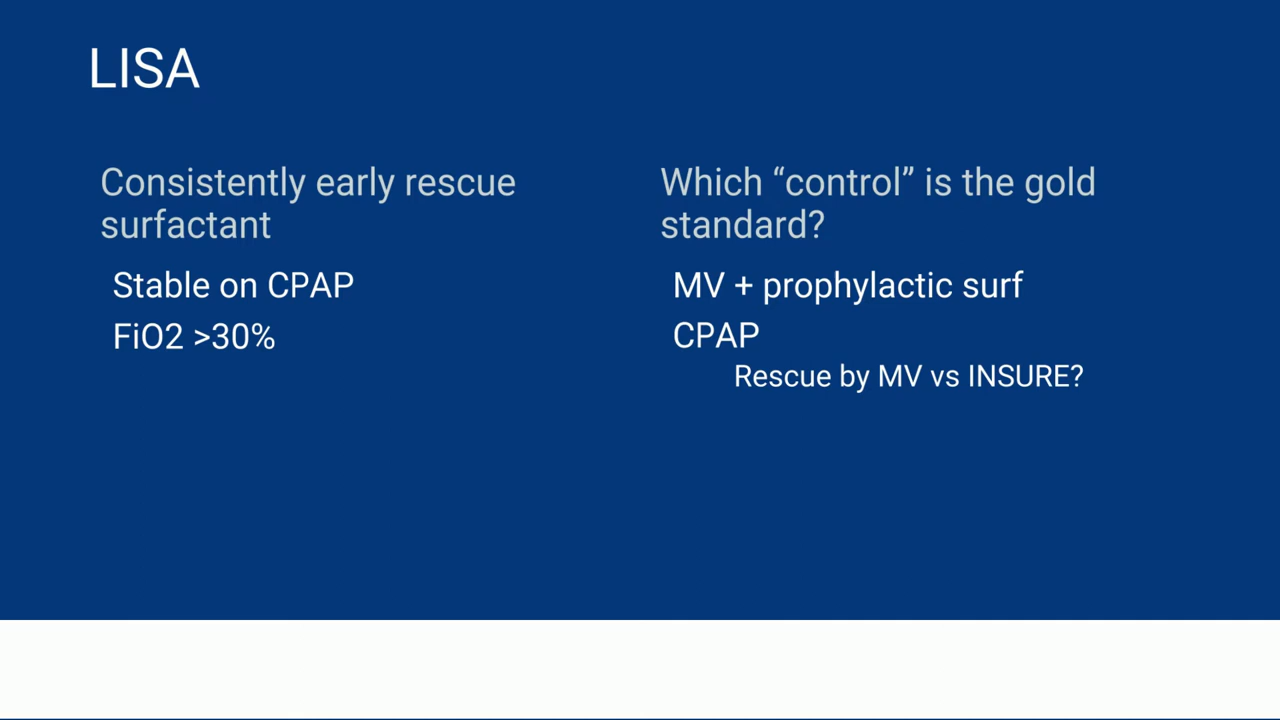 LISA
Consistently early rescue
surfactant
Stable on CPAP
FiO2 >30%
Which “control” is the gold
standard?
MV + prophylactic surf
CPAP
Rescue by MV vs INSURE?